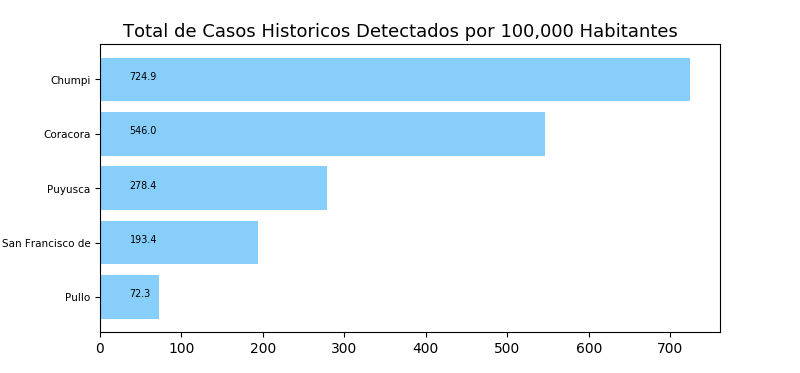 Total de Casos Historicos Detectados por 100,000 Habitantes
Chumpi 724.9
Coracora 546.0
Puyusca 278.4
San Francisco de 193.4
Pullo 72.3
0 100 200 300 400 500 600 700